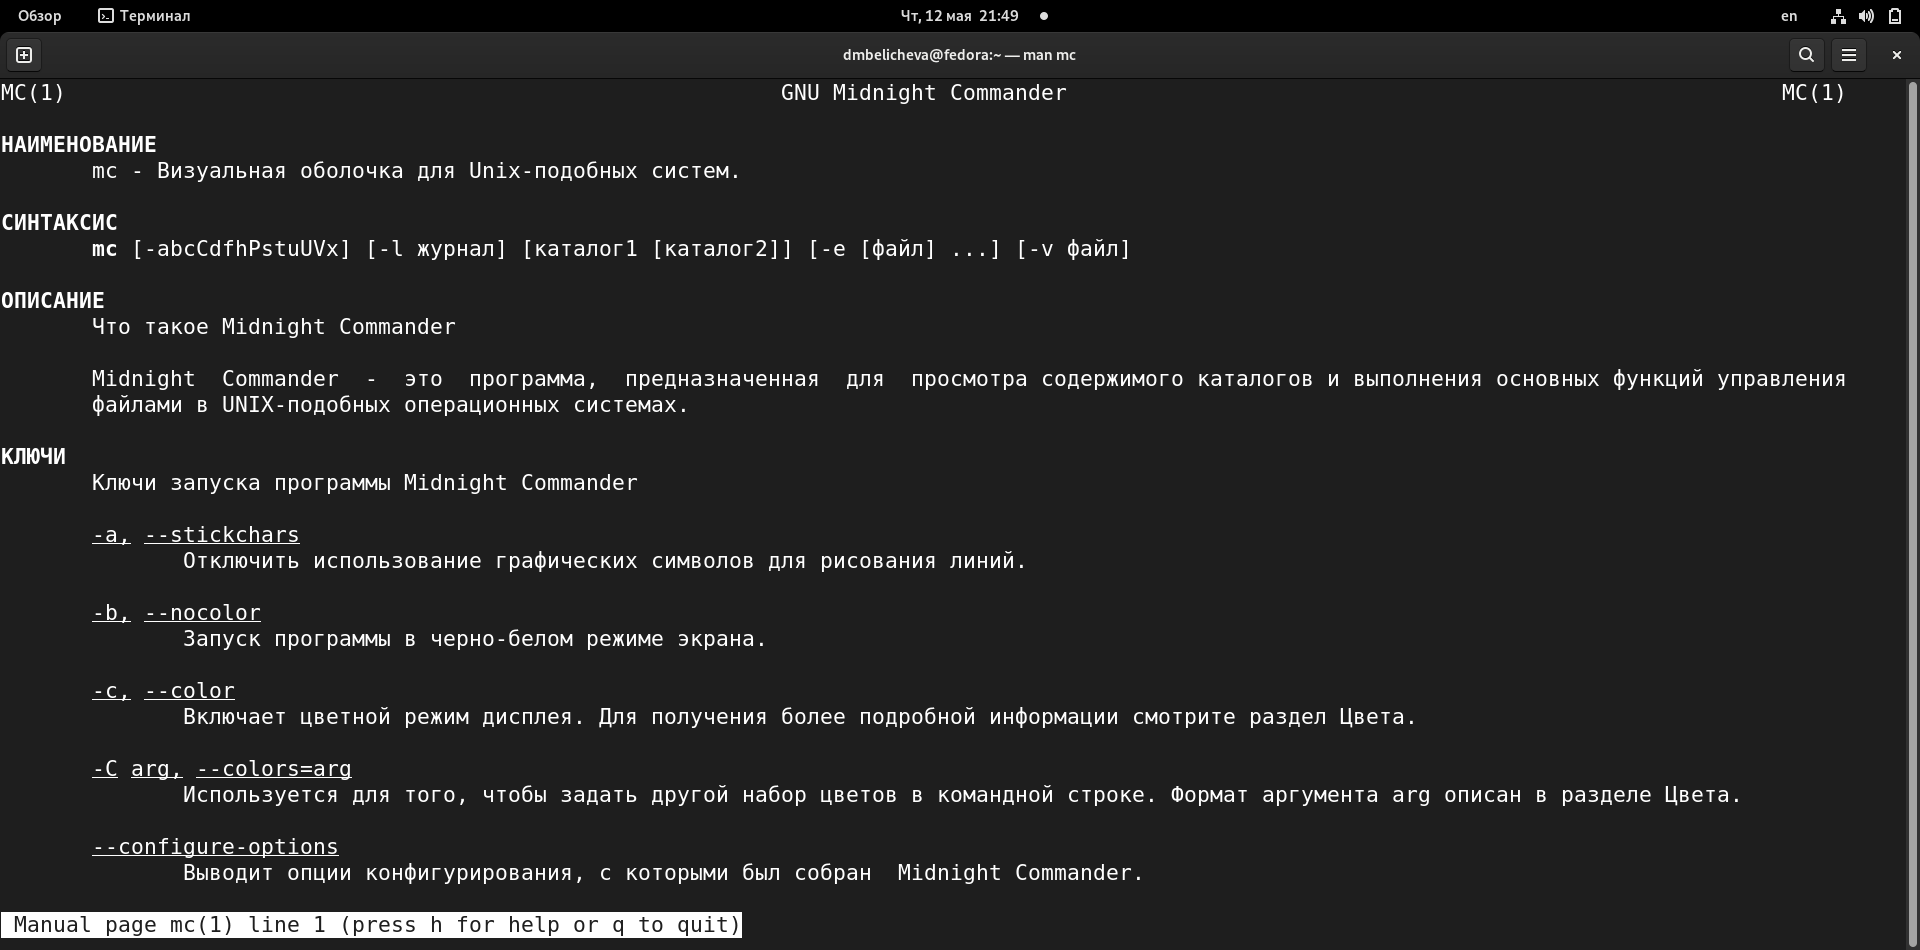 Обзор Терминал Чт, 12 мая 21:49 en
dmbelicheva@fedora:~ — man mc
MC(1) GNU Midnight Commander MC(1)
НАИМЕНОВАНИЕ
mc - Визуальная оболочка для Unix-подобных систем.
СИНТАКСИС
mc [-abcCdfhPstuUVx] [-l журнал] [каталог1 [каталог2]] [-e [файл] ...] [-v файл]
ОПИСАНИЕ
Что такое Midnight Commander
Midnight Commander - это программа, предназначенная для просмотра содержимого каталогов и выполнения основных функций управления
файлами в UNIX-подобных операционных системах.
КЛЮЧИ
Ключи запуска программы Midnight Commander
-a, --stickchars
Отключить использование графических символов для рисования линий.
-b, --nocolor
Запуск программы в черно-белом режиме экрана.
-c, --color
Включает цветной режим дисплея. Для получения более подробной информации смотрите раздел Цвета.
-C arg, --colors=arg
Используется для того, чтобы задать другой набор цветов в командной строке. Формат аргумента arg описан в разделе Цвета.
--configure-options
Выводит опции конфигурирования, с которыми был собран  Midnight Commander.
Manual page mc(1) line 1 (press h for help or q to quit)